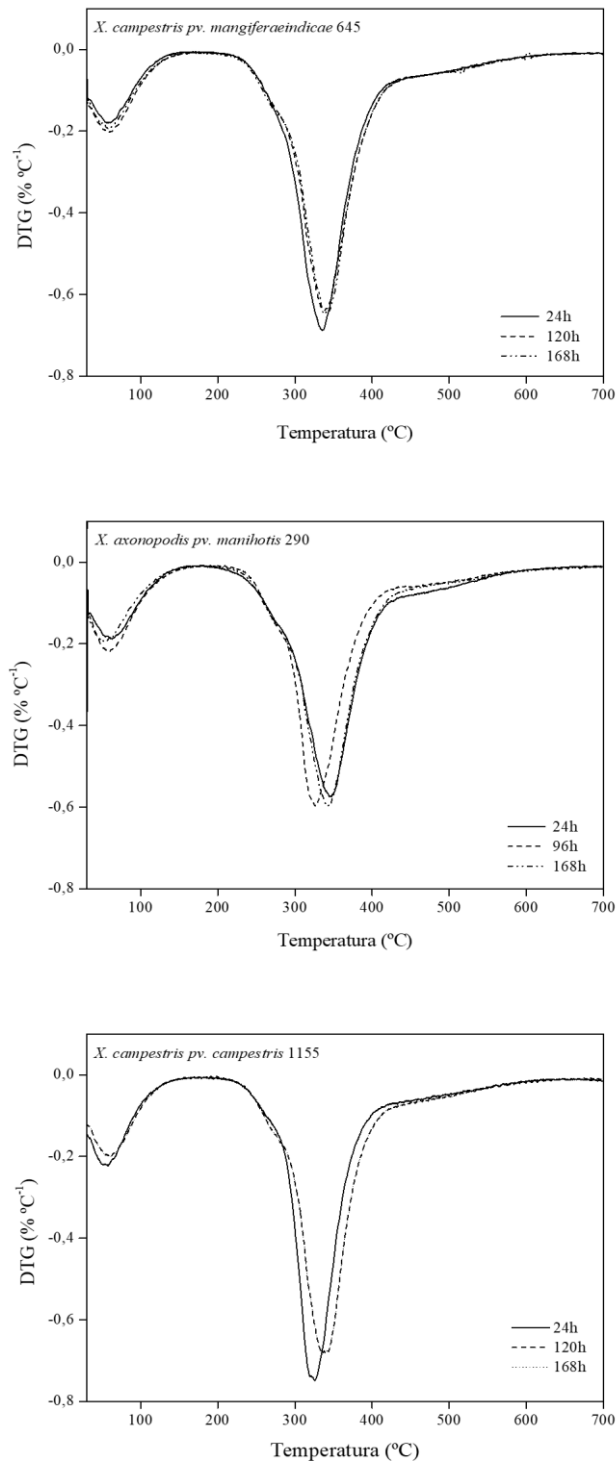 X. campestris pv. mangiferaeindicae 645
0,0
-0,2
-0,4
-0,6
-0,8
DTG (% ºC-1)
24h
120h
168h
100 200 300 400 500 600 700
Temperatura (ºC)
X. axonopodis pv. manihotis 290
0,0
-0,2
-0,4
-0,6
-0,8
DTG (% ºC-1)
24h
96h
168h
100 200 300 400 500 600 700
Temperatura (ºC)
X. campestris pv. campestris 1155
0,0
-0,2
-0,4
-0,6
-0,8
DTG (% ºC-1)
24h
120h
168h
100 200 300 400 500 600 700
Temperatura (ºC)